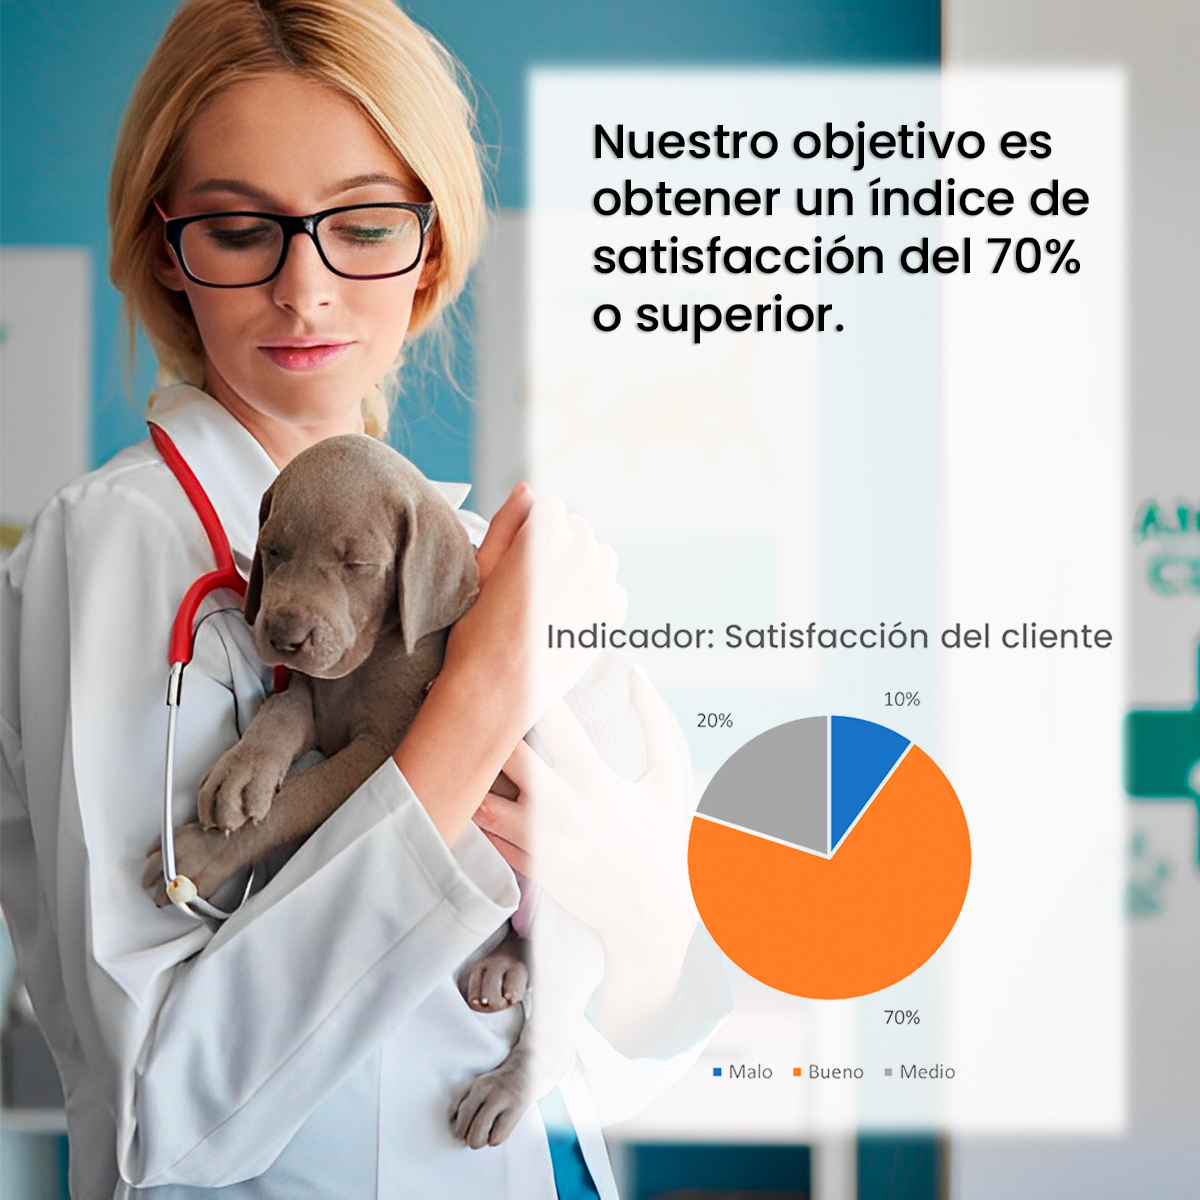 Nuestro objetivo es
obtener un índice de
satisfacción del 70%
o superior.
Indicador: Satisfacción del cliente
10%
20%
70%
Malo Bueno Medio